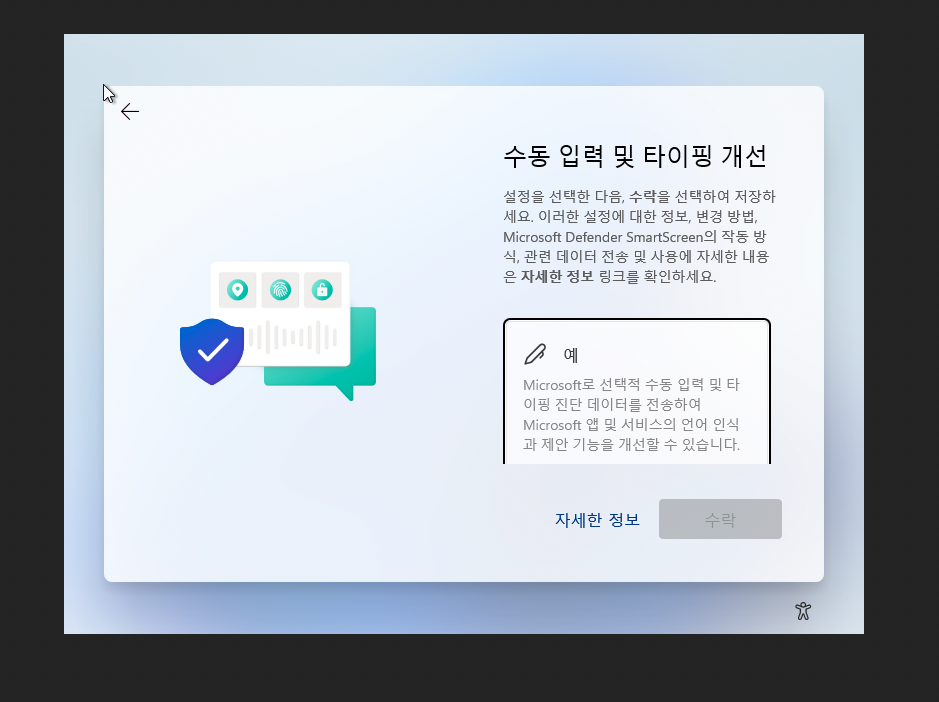 수동 입력 및 타이핑 개선
설정을 선택한 다음, 수락을 선택하여 저장하
세요. 이러한 설정에 대한 정보, 변경 방법,
Microsoft Defender SmartScreen의 작동 방
식, 관련 데이터 전송 및 사용에 자세한 내용
은 자세한 정보 링크를 확인하세요.
예
Microsoft로 선택적 수동 입력 및 타
이핑 진단 데이터를 전송하여
Microsoft 앱 및 서비스의 언어 인식
과 제안 기능을 개선할 수 있습니다.
자세한 정보
수락